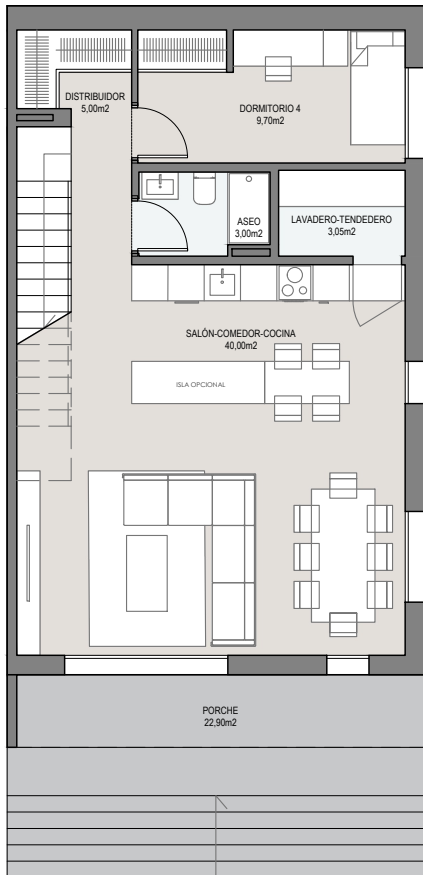 DISTRIBUIDOR
5,00m2
DORMITORIO 4
9,70m2
ASEO
3,00m2
LAVADERO-TENDEDERO
3,05m2
SALÓN-COMEDOR-COCINA
40,00m2
ISLA OPCIONAL
PORCHE
22,90m2